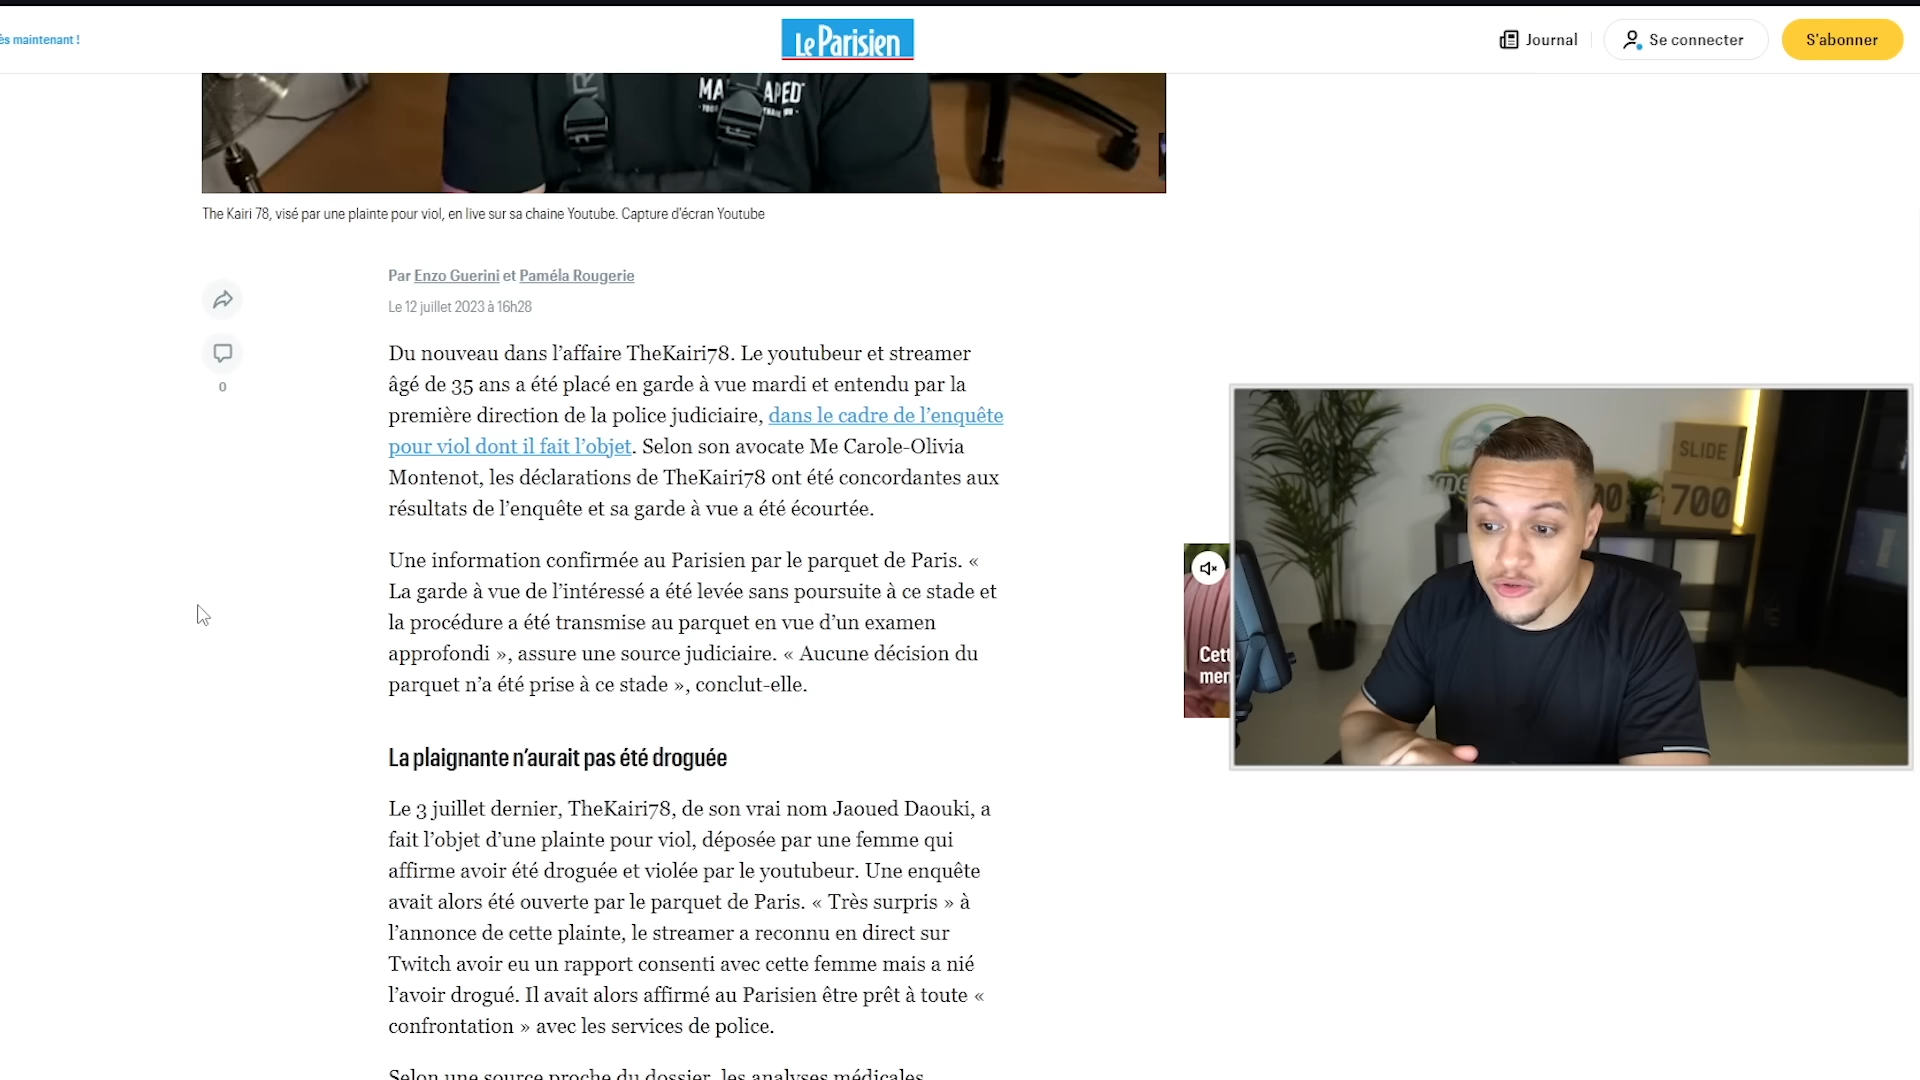 ès maintenant !
Le Parisien
Journal
Se connecter
S'abonner
The Kairi 78, visé par une plainte pour viol, en live sur sa chaine Youtube. Capture d'écran Youtube
Par Enzo Guerini et Paméla Rougerie
Le 12 juillet 2023 à 16h28
0
Du nouveau dans l'affaire TheKairi78. Le youtubeur et streamer
âgé de 35 ans a été placé en garde à vue mardi et entendu par la
première direction de la police judiciaire, dans le cadre de l'enquête
pour viol dont il fait l'objet. Selon son avocate Me Carole-Olivia
Montenot, les déclarations de TheKairi78 ont été concordantes aux
résultats de l'enquête et sa garde à vue a été écourtée.
Une information confirmée au Parisien par le parquet de Paris. «
La garde à vue de l'intéressé a été levée sans poursuite à ce stade et
la procédure a été transmise au parquet en vue d'un examen
approfondi », assure une source judiciaire. « Aucune décision du
parquet n'a été prise à ce stade », conclut-elle.
La plaignante n'aurait pas été droguée
Le 3 juillet dernier, TheKairi78, de son vrai nom Jaoued Daouki, a
fait l'objet d'une plainte pour viol, déposée par une femme qui
affirme avoir été droguée et violée par le youtubeur. Une enquête
avait alors été ouverte par le parquet de Paris. « Très surpris » à
l'annonce de cette plainte, le streamer a reconnu en direct sur
Twitch avoir eu un rapport consenti avec cette femme mais a nié
l'avoir drogué. Il avait alors affirmé au Parisien être prêt à toute «
confrontation » avec les services de police.
Selon une source proche du dossier, les analyses médicales
Cett
mer
SLIDE
700